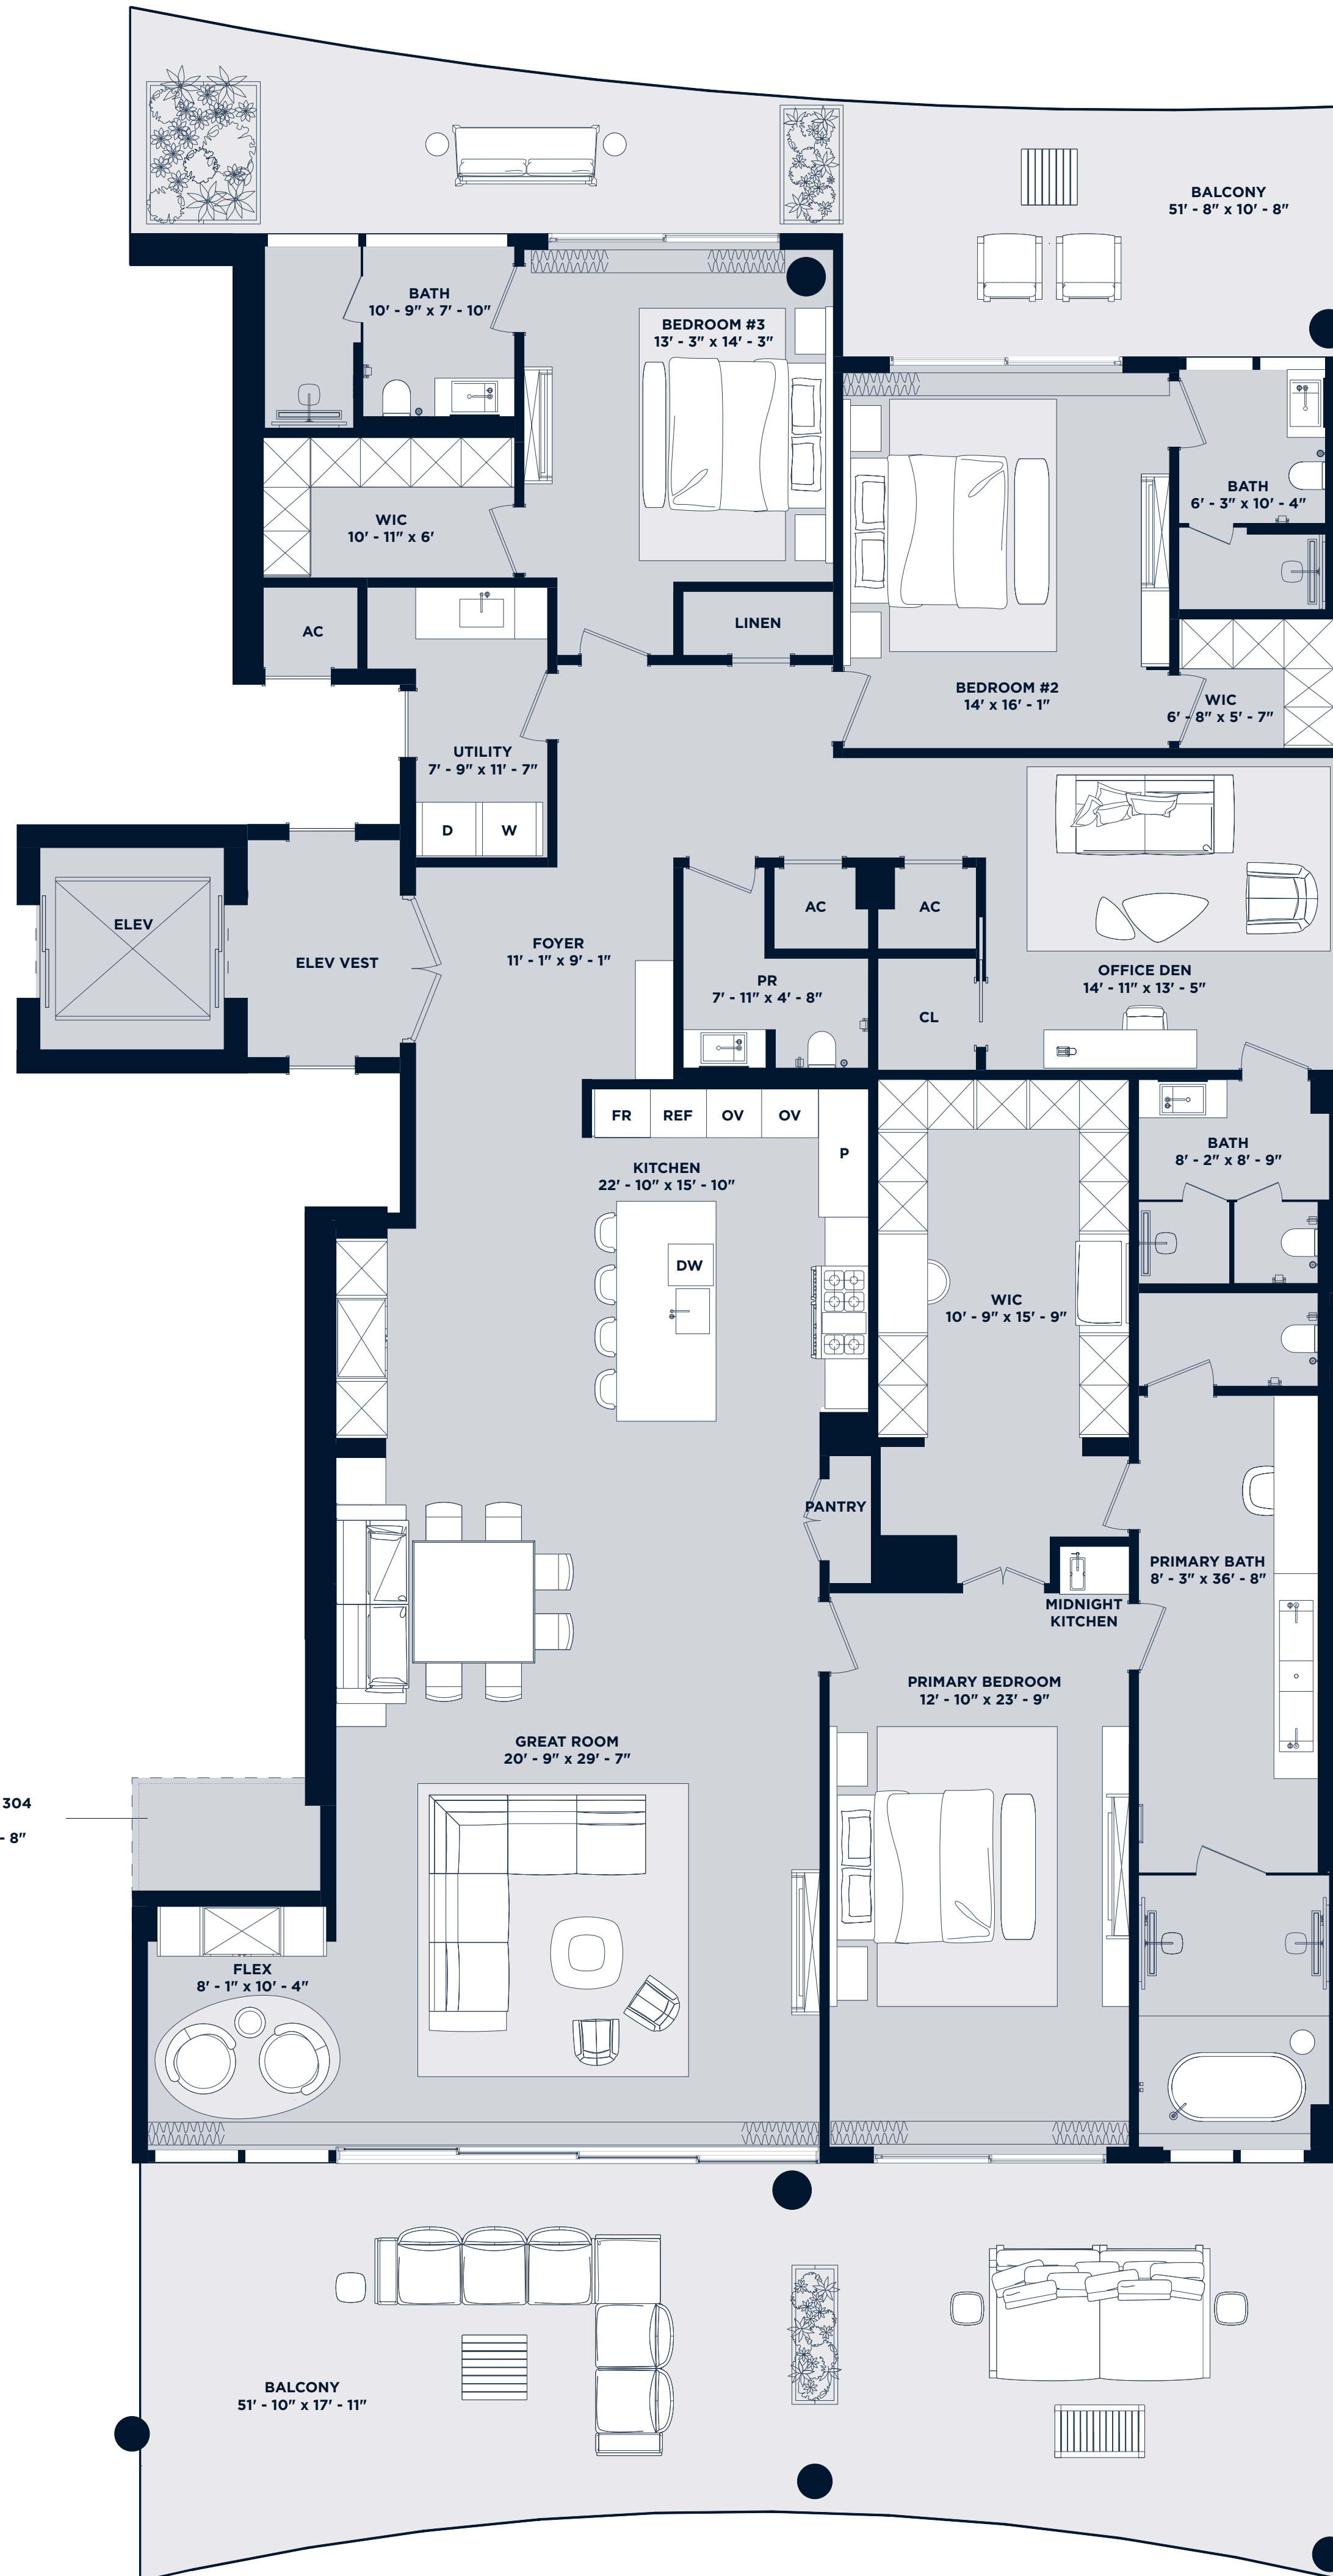 BALCONY
51' - 8" x 10' - 8"
BATH
10' - 9" x 7' - 10"
BEDROOM #3
13' - 3" x 14' - 3"
BATH
6' - 3" x 10' - 4"
WIC
10' - 11" x 6'
AC
LINEN
BEDROOM #2
14' x 16' - 1"
WIC
6' - 8" x 5' - 7"
UTILITY
7' - 9" x 11' - 7"
D
W
ELEV
ELEV VEST
FOYER
11' - 1" x 9' - 1"
AC
AC
PR
7' - 11" x 4' - 8"
CL
OFFICE DEN
14' - 11" x 13' - 5"
FR
REF
OV
OV
P
KITCHEN
22' - 10" x 15' - 10"
BATH
8' - 2" x 8' - 9"
DW
WIC
10' - 9" x 15' - 9"
PANTRY
PRIMARY BATH
8' - 3" x 36' - 8"
MIDNIGHT
KITCHEN
PRIMARY BEDROOM
12' - 10" x 23' - 9"
GREAT ROOM
20' - 9" x 29' - 7"
304
- 8"
FLEX
8' - 1" x 10' - 4"
BALCONY
51' - 10" x 17' - 11"